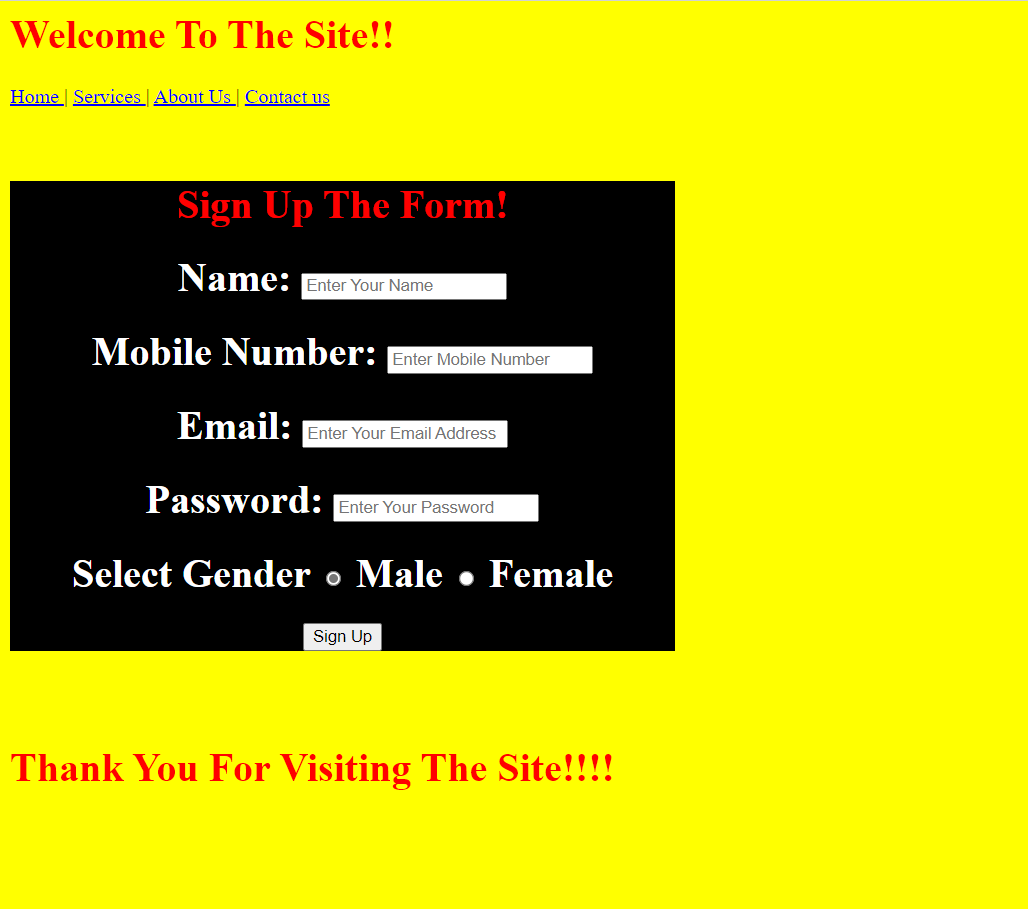 Welcome To The Site!!
Home | Services | About Us | Contact us
Sign Up The Form!
Name: Enter Your Name
Mobile Number: Enter Mobile Number
Email: Enter Your Email Address
Password: Enter Your Password
Select Gender Male Female
Sign Up
Thank You For Visiting The Site!!!!